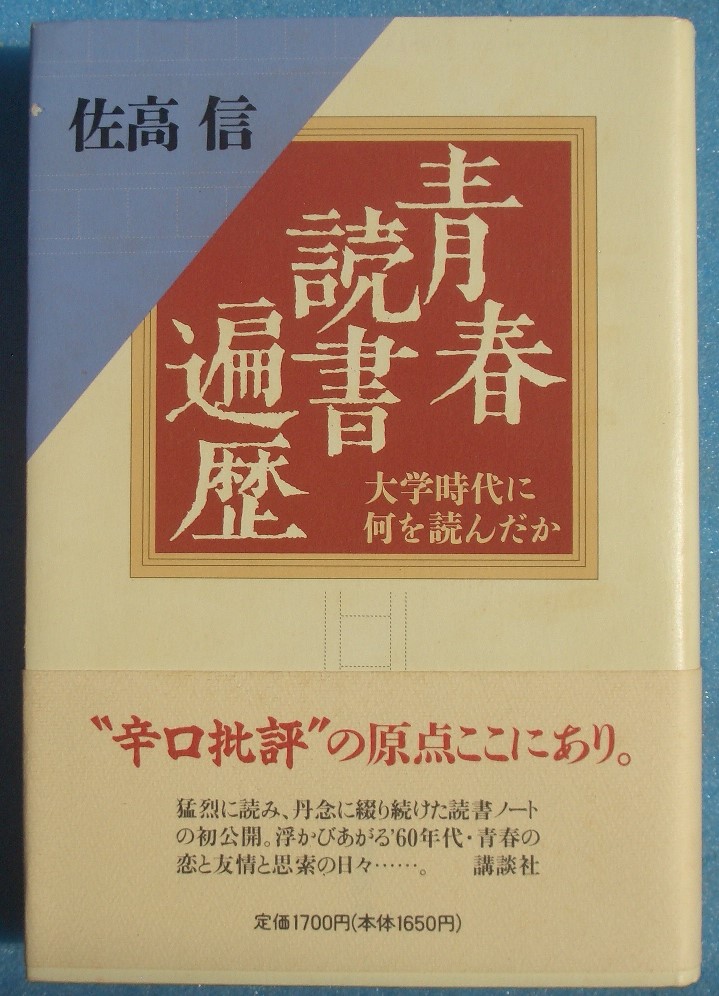 佐高 信
青春
読書
遍歴
大学時代に
何を読んだか
“辛口批評”の原点ここにあり。
猛烈に読み、丹念に綴り続けた読書ノート
の初公開。浮かびあがる'60年代・青春の
恋と友情と思索の日々……。 講談社
定価1700円(本体1650円)